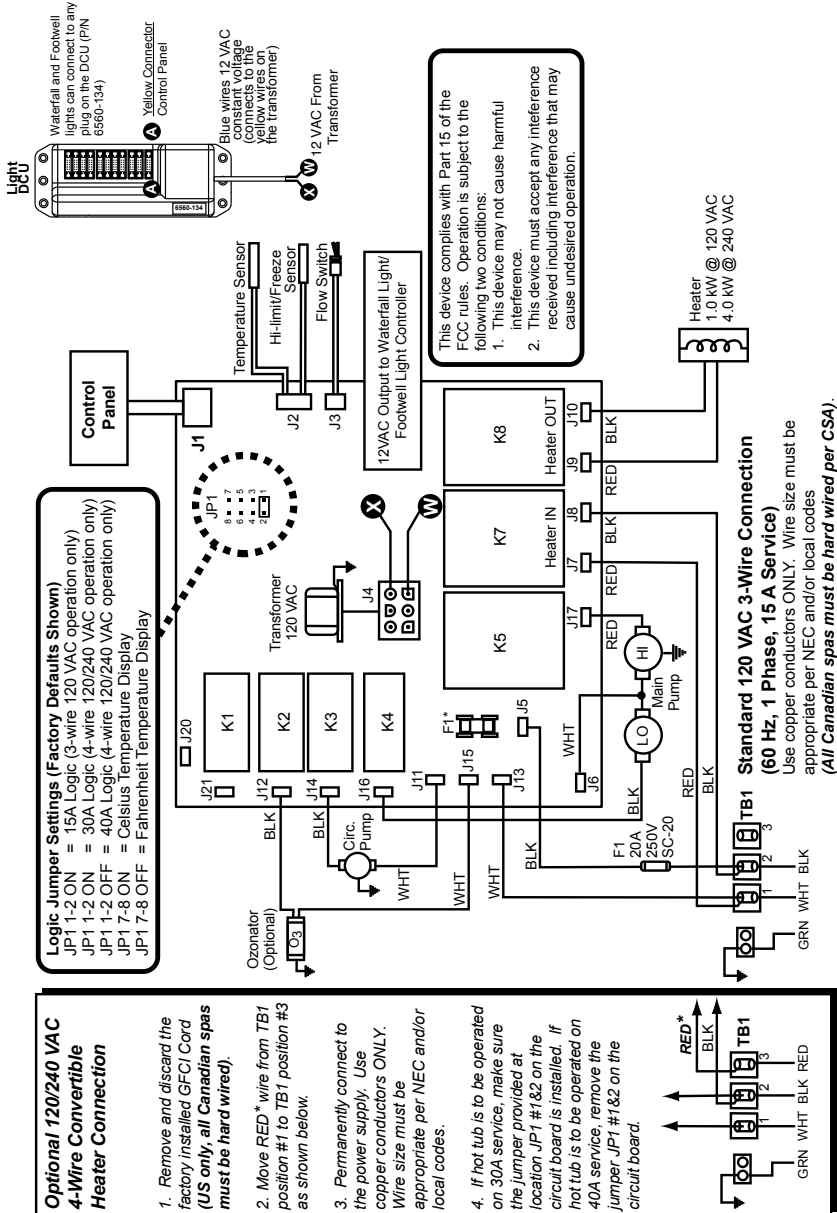 Optional 120/240 VAC
4-Wire Convertible
Heater Connection
1. Remove and discard the
factory installed GFCI Cord
(US only, all Canadian spas
must be hard wired).
2. Move RED* wire from TB1
position #1 to TB1 position #3
as shown below.
3. Permanently connect to
the power supply. Use
copper conductors ONLY.
Wire size must be
appropriate per NEC and/or
local codes.
4. If hot tub is to be operated
on 30A service, make sure
the jumper provided at
location JP1 #1&2 on the
circuit board is installed. If
hot tub is to be operated on
40A service, remove the
jumper JP1 #1&2 on the
circuit board.
RED*
BLK
TB1
1
2
3
GRN WHT BLK RED
Logic Jumper Settings (Factory Defaults Shown)
JP1 1-2 ON = 15A Logic (3-wire 120 VAC operation only)
JP1 1-2 ON = 30A Logic (4-wire 120/240 VAC operation only)
JP1 1-2 OFF = 40A Logic (4-wire 120/240 VAC operation only)
JP1 7-8 ON = Celsius Temperature Display
JP1 7-8 OFF = Fahrenheit Temperature Display
Control
Panel
J1
JP1
8 7
6 5
4 3
2 1
Light
DCU
Waterfall and Footwell
lights can connect to any
plug on the DCU (P/N
6560-134)
A
Yellow Connector
Control Panel
A
6560-134
Blue wires 12 VAC
constant voltage
(connects to the
yellow wires on
the transformer)
X W 12 VAC From
Transformer
Temperature Sensor
Hi-limit/Freeze
Sensor
Flow Switch
J2
J3
12VAC Output to Waterfall Light/
Footwell Light Controller
Transformer
120 VAC
J4
X
W
J20
J21
K1
J12
K2
J14
K3
J16
K4
J11
J15
J13
F1*
J5
J6
K5
K7
K8
Heater IN
Heater OUT
J17
J7
J8
J9
J10
RED
RED
BLK
RED
BLK
Ozonator
(Optional)
O3
BLK
BLK
Circ.
Pump
WHT
WHT
WHT
BLK
BLK
WHT
LO
HI
Main
Pump
F1
20A
250V
SC-20
RED
BLK
TB1
1
2
3
GRN WHT BLK
Heater
1.0 kW @ 120 VAC
4.0 kW @ 240 VAC
This device complies with Part 15 of the
FCC rules. Operation is subject to the
following two conditions:
1. This device may not cause harmful
interference.
2. This device must accept any interference
received including interference that may
cause undesired operation.
Standard 120 VAC 3-Wire Connection
(60 Hz, 1 Phase, 15 A Service)
Use copper conductors ONLY. Wire size must be
appropriate per NEC and/or local codes
(All Canadian spas must be hard wired per CSA).